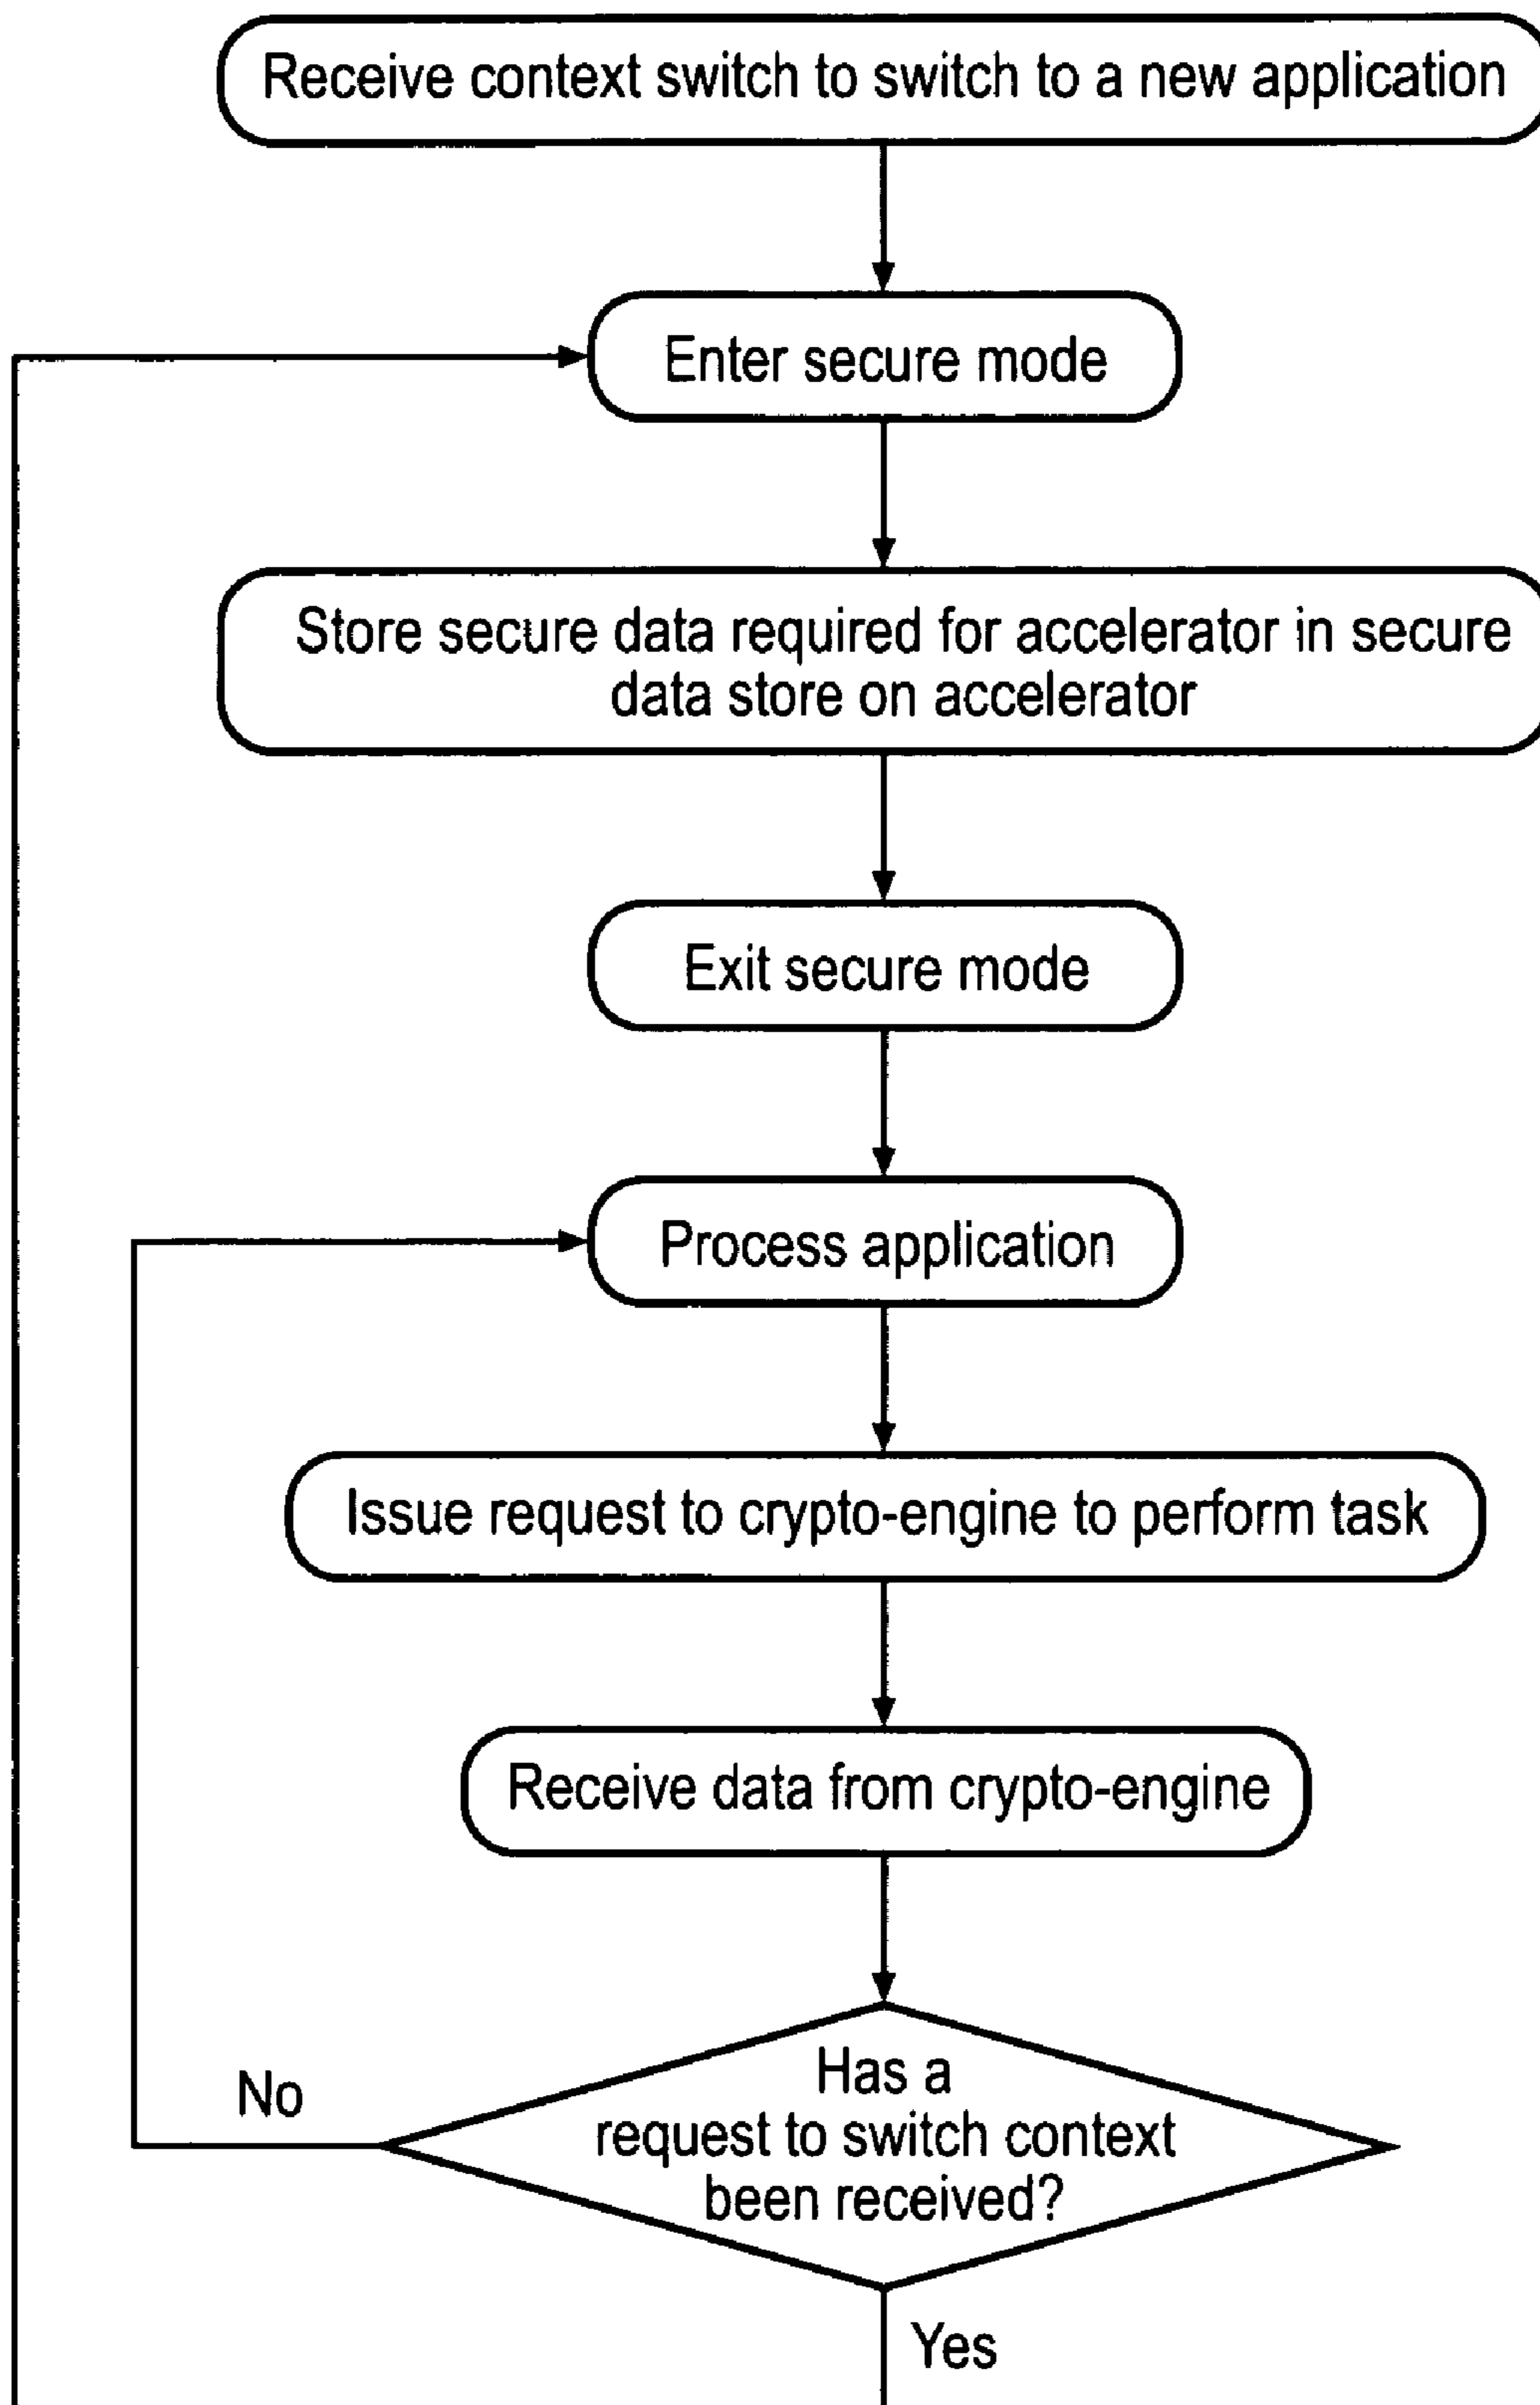 Receive context switch to switch to a new application
Enter secure mode
Store secure data required for accelerator in secure
data store on accelerator
Exit secure mode
Process application
Issue request to crypto-engine to perform task
Receive data from crypto-engine
Has a
request to switch context
been received?
No
Yes